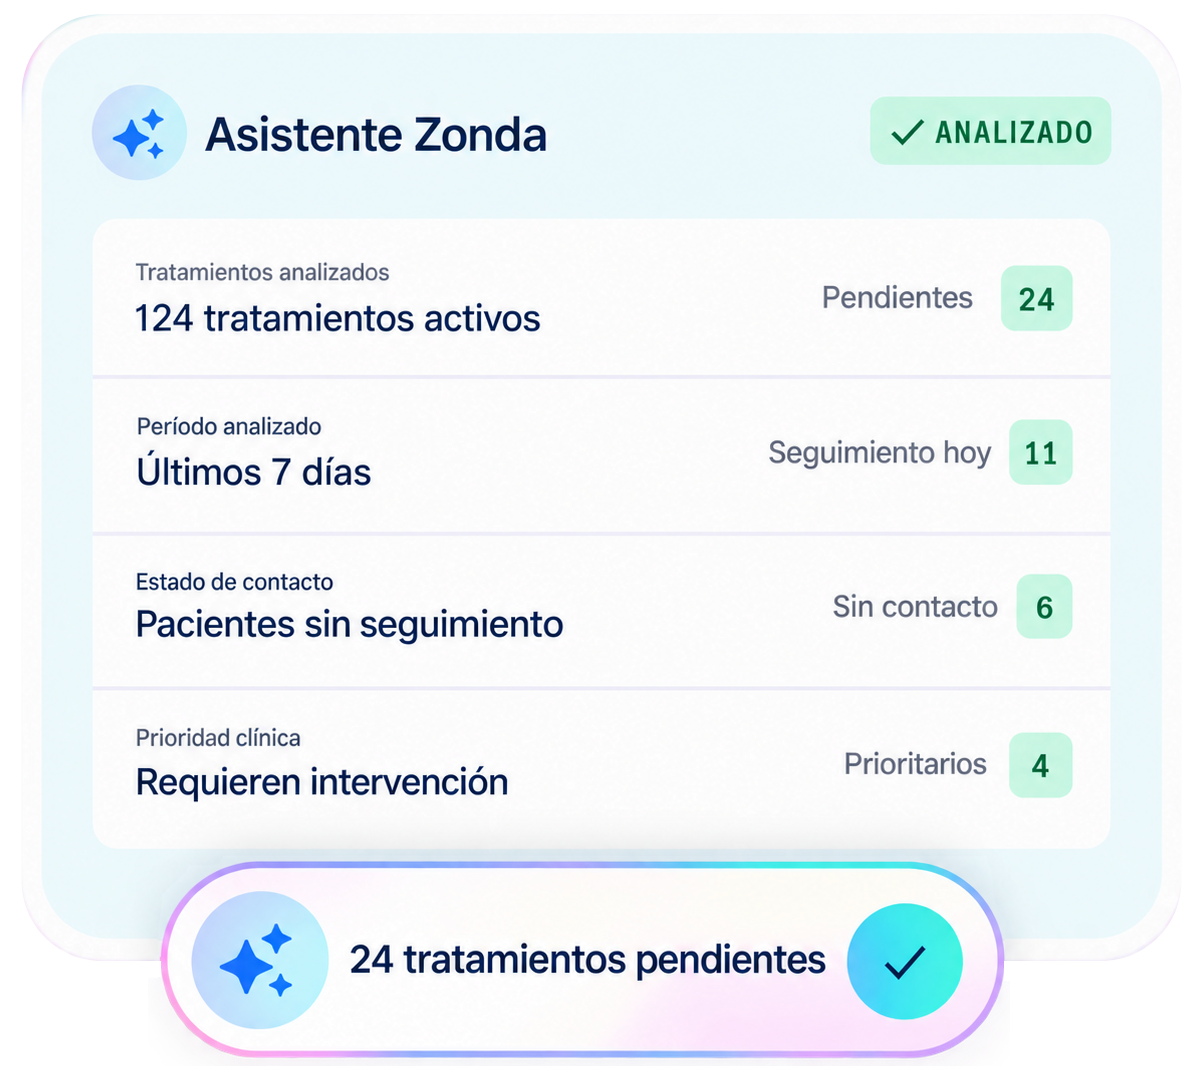 Asistente Zonda
ANALIZADO
Tratamientos analizados
124 tratamientos activos
Pendientes
24
Período analizado
Últimos 7 días
Seguimiento hoy
11
Estado de contacto
Pacientes sin seguimiento
Sin contacto
6
Prioridad clínica
Requieren intervención
Prioritarios
4
24 tratamientos pendientes